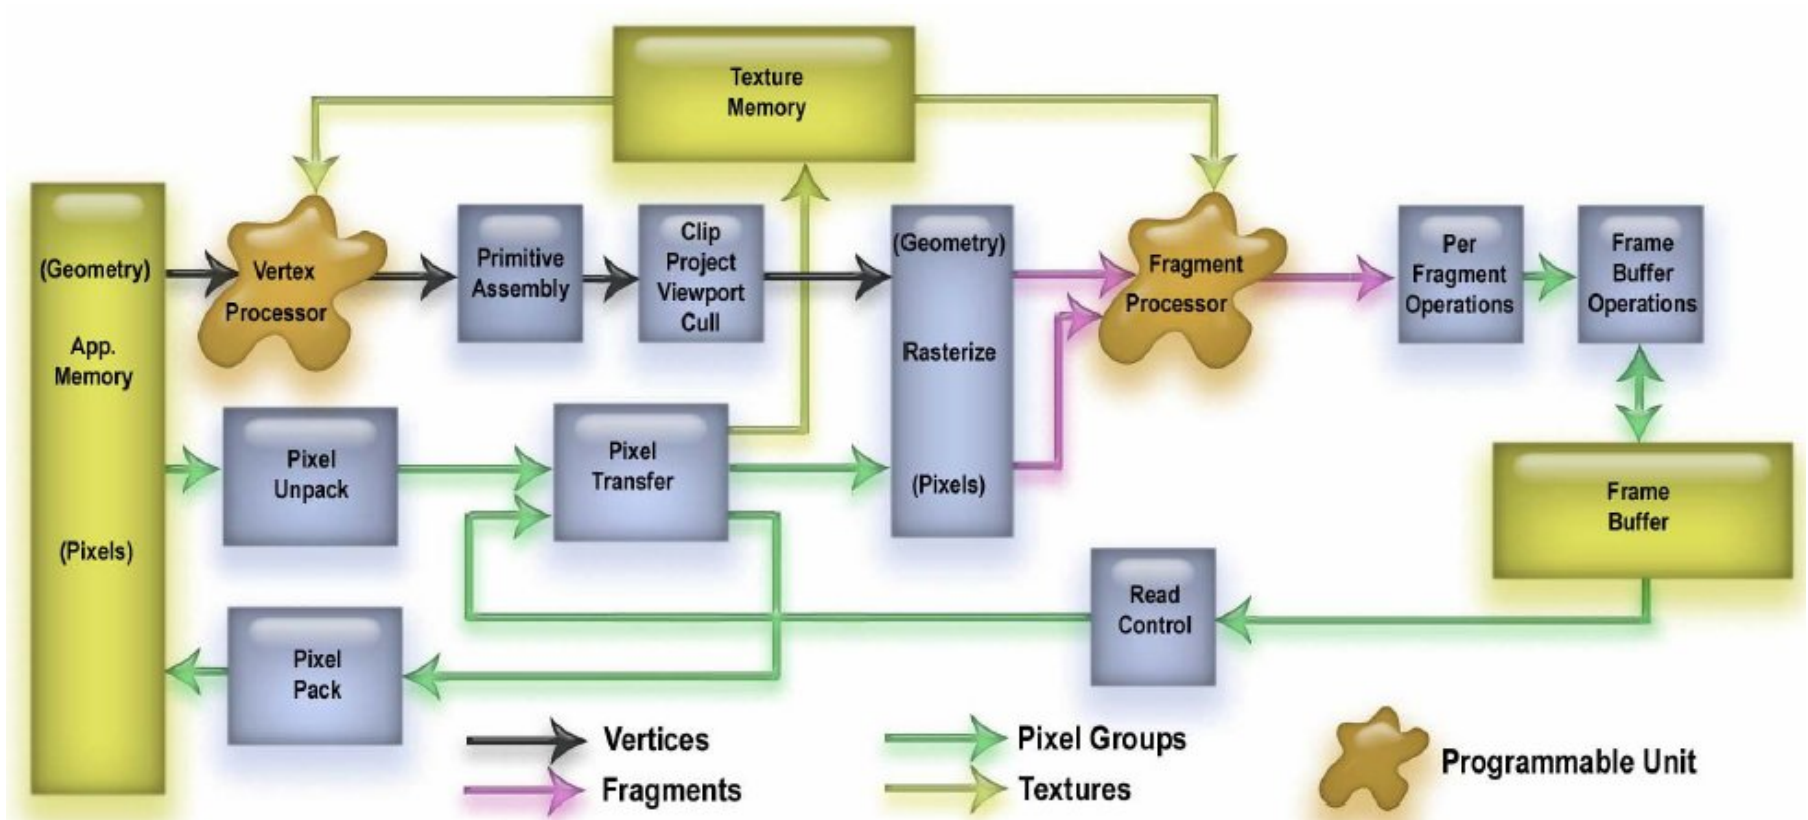 Texture
Memory
(Geometry)
App.
Memory
(Pixels)
Vertex
Processor
Primitive
Assembly
Clip
Project
Viewport
Cull
(Geometry)
Rasterize
(Pixels)
Fragment
Processor
Per
Fragment
Operations
Frame
Buffer
Operations
Pixel
Unpack
Pixel
Transfer
Frame
Buffer
Read
Control
Pixel
Pack
Vertices
Fragments
Pixel Groups
Textures
Programmable Unit